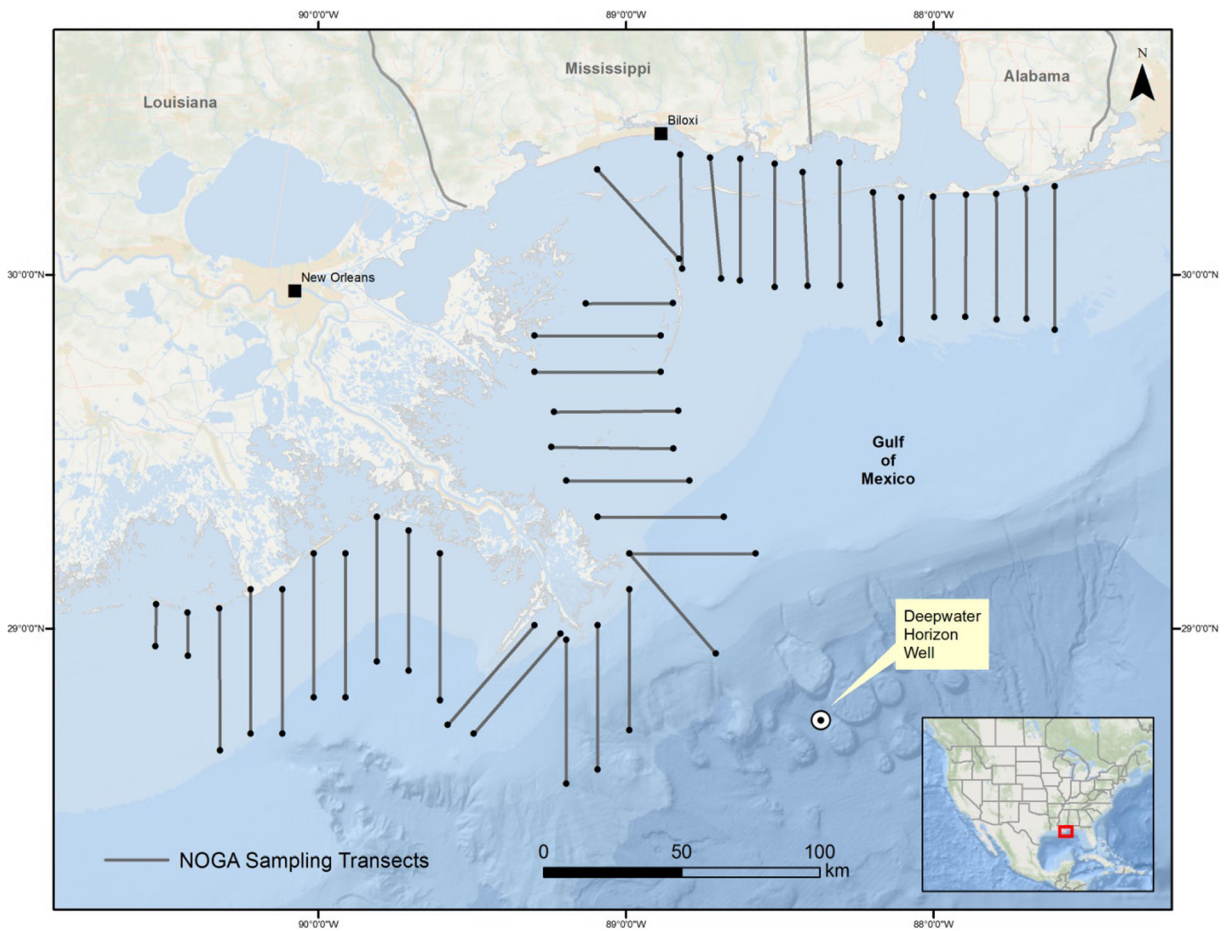 90°0'0"W
89°0'0"W
88°0'0"W
N
Mississippi
Alabama
Louisiana
Biloxi
30°0'0"N
30°0'0"N
New Orleans
Gulf
of
Mexico
29°0'0"N
29°0'0"N
Deepwater
Horizon
Well
NOGA Sampling Transects
0
50
100
km
90°0'0"W
89°0'0"W
88°0'0"W